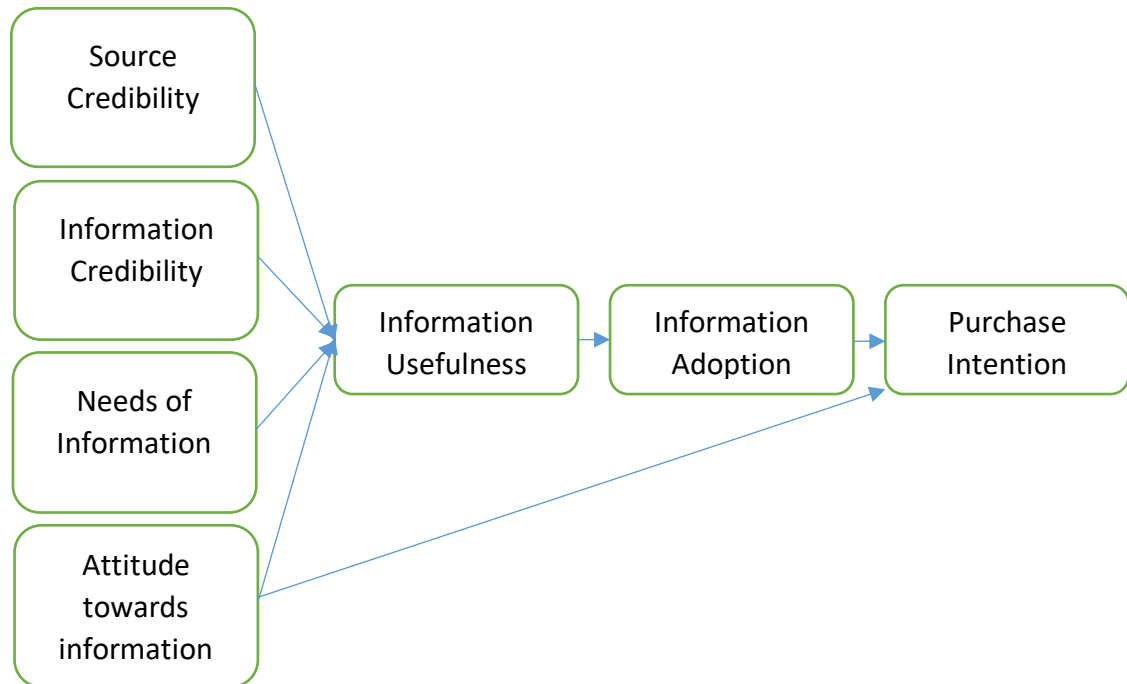 Source
Credibility
Information
Credibility
Needs of
Information
Attitude
towards
information
Information
Usefulness
Information
Adoption
Purchase
Intention